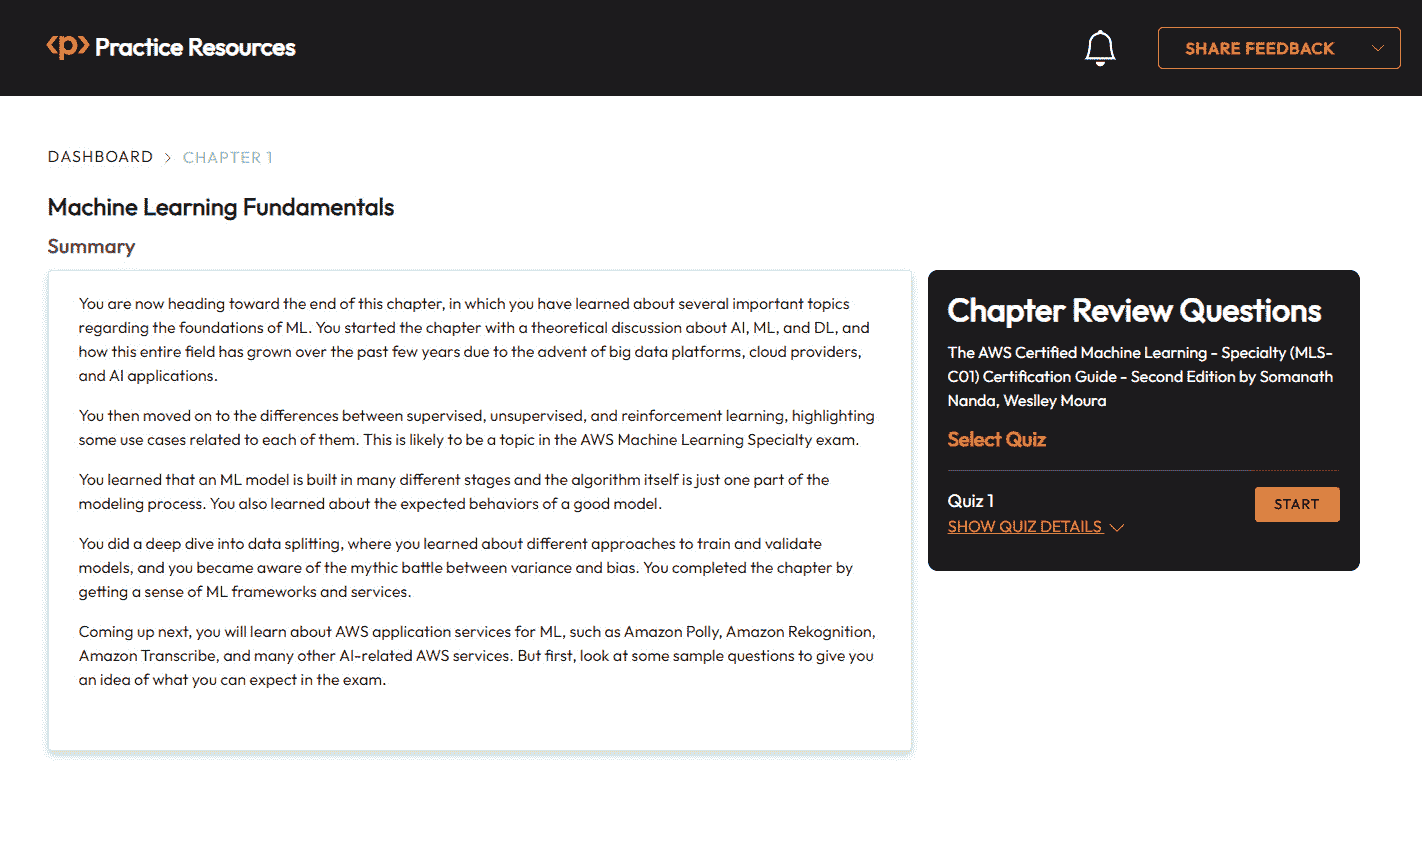 <p> Practice Resources
SHARE FEEDBACK
DASHBOARD > CHAPTER 1
Machine Learning Fundamentals
Summary
You are now heading toward the end of this chapter, in which you have learned about several important topics
regarding the foundations of ML. You started the chapter with a theoretical discussion about AI, ML, and DL, and
how this entire field has grown over the past few years due to the advent of big data platforms, cloud providers,
and AI applications.
You then moved on to the differences between supervised, unsupervised, and reinforcement learning, highlighting
some use cases related to each of them. This is likely to be a topic in the AWS Machine Learning Specialty exam.
You learned that an ML model is built in many different stages and the algorithm itself is just one part of the
modeling process. You also learned about the expected behaviors of a good model.
You did a deep dive into data splitting, where you learned about different approaches to train and validate
models, and you became aware of the mythic battle between variance and bias. You completed the chapter by
getting a sense of ML frameworks and services.
Coming up next, you will learn about AWS application services for ML, such as Amazon Polly, Amazon Rekognition,
Amazon Transcribe, and many other AI-related AWS services. But first, look at some sample questions to give you
an idea of what you can expect in the exam.
Chapter Review Questions
The AWS Certified Machine Learning - Specialty (MLS-
C01) Certification Guide - Second Edition by Somanath
Nanda, Weslley Moura
Select Quiz
Quiz 1
START
SHOW QUIZ DETAILS